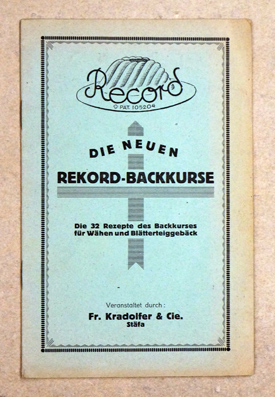 Record
PAT. 105204
DIE NEUEN
REKORD-BACKKURSE
Die 32 Rezepte des Backkurses
für Wähen und Blätterteiggebäck
Veranstaltet durch:
Fr. Kradolfer & Cie.
Stäfa